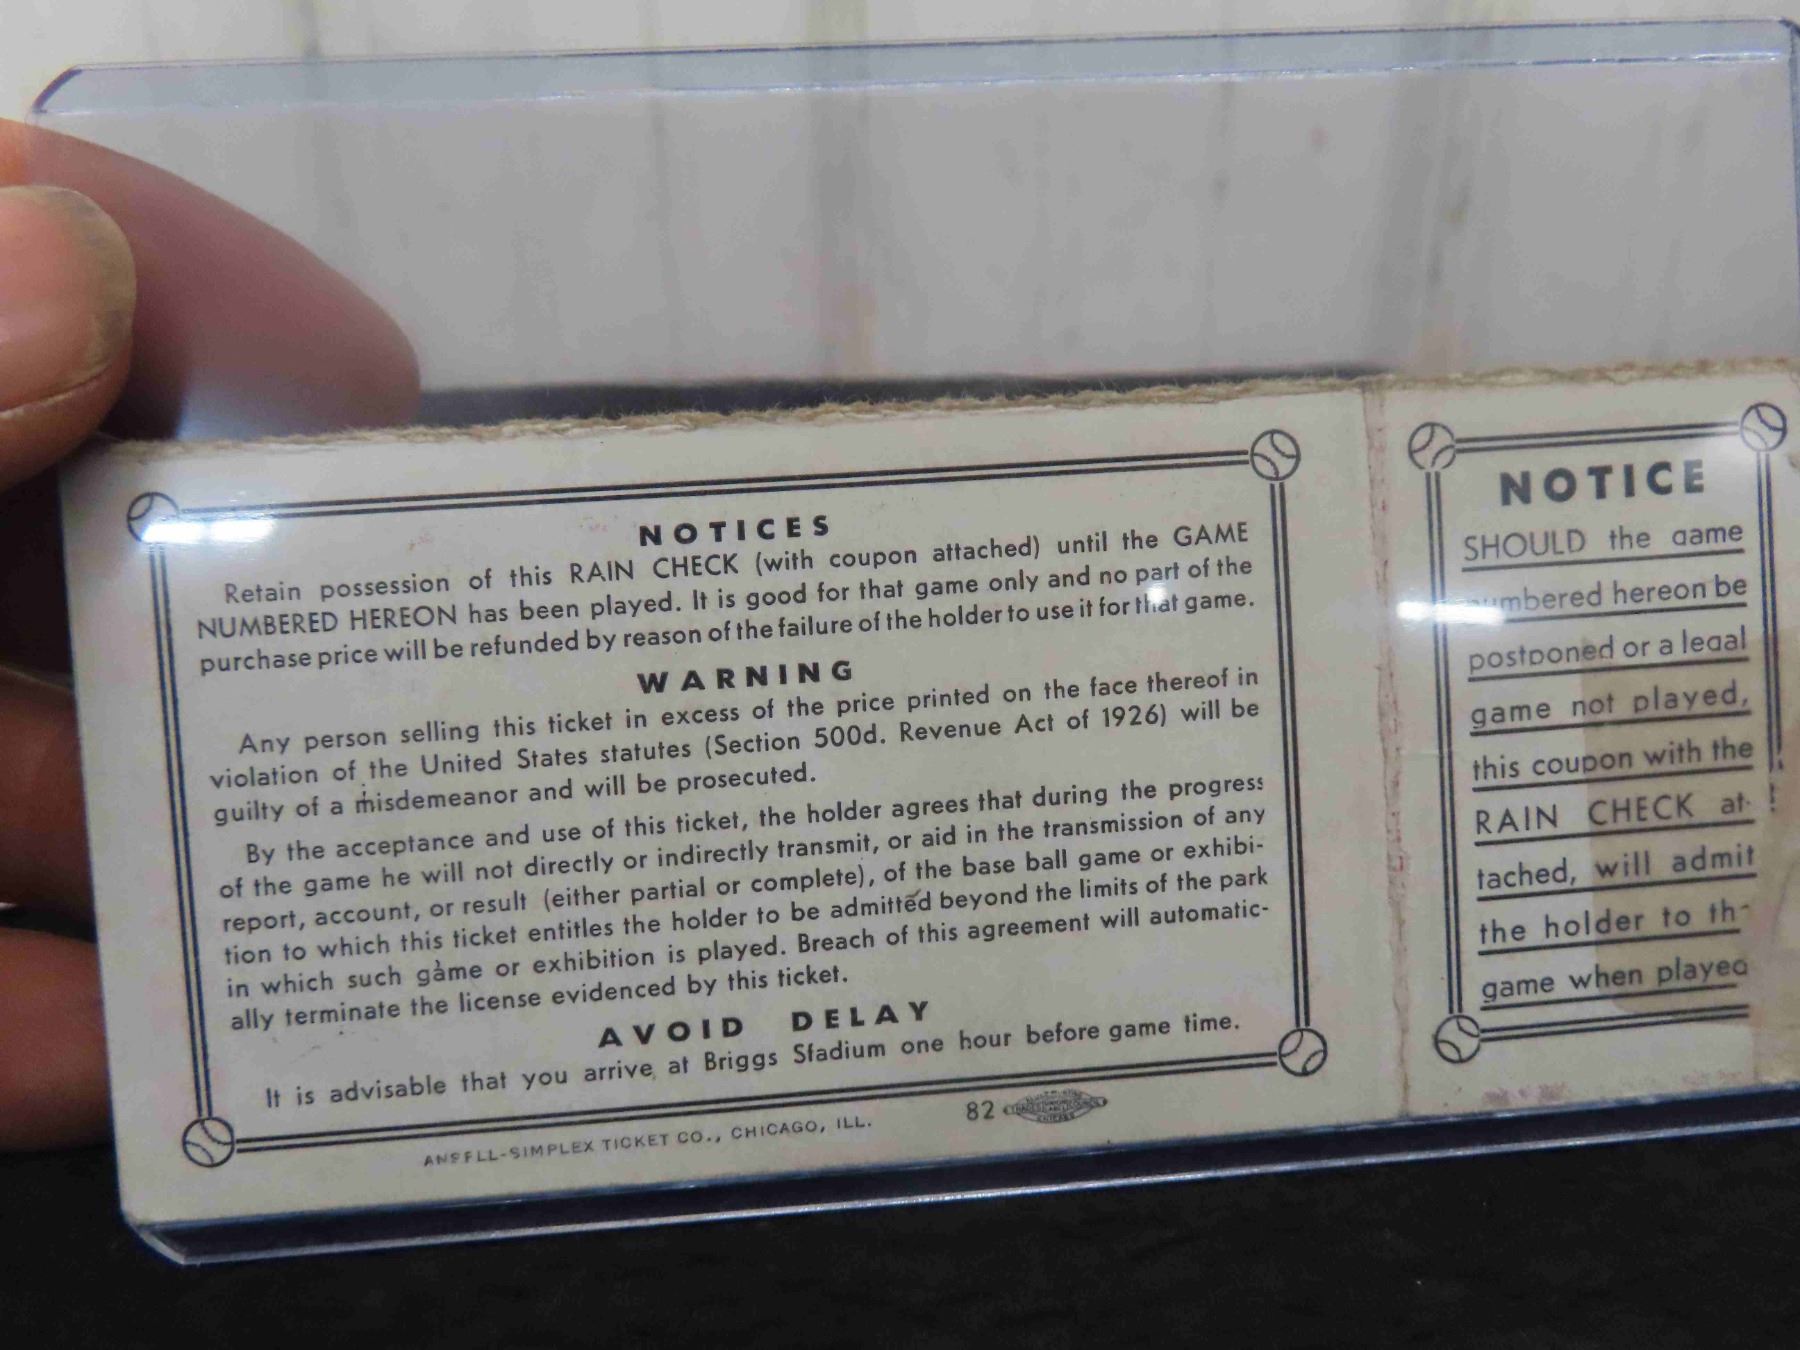 NOTICES
Retain possession of this RAIN CHECK (with coupon attached) until the GAME
NUMBERED HEREON has been played. It is good for that game only and no part of the
purchase price will be refunded by reason of the failure of the holder to use it for that game.
WARNING
Any person selling this ticket in excess of the price printed on the face thereof in
violation of the United States statutes (Section 500d. Revenue Act of 1926) will be
guilty of a misdemeanor and will be prosecuted.
By the acceptance and use of this ticket, the holder agrees that during the progress
of the game he will not directly or indirectly transmit, or aid in the transmission of any
report, account, or result (either partial or complete), of the base ball game or exhibi-
tion to which this ticket entitles the holder to be admitted beyond the limits of the park
in which such game or exhibition is played. Breach of this agreement will automatic-
ally terminate the license evidenced by this ticket.
AVOID DELAY
It is advisable that you arrive at Briggs Stadium one hour before game time.
ANSELL-SIMPLEX TICKET CO., CHICAGO, ILL.
82
NOTICE
SHOULD the game
numbered hereon be
postponed or a legal
game not played,
this coupon with the
RAIN CHECK at-
tached, will admit
the holder to
game when played